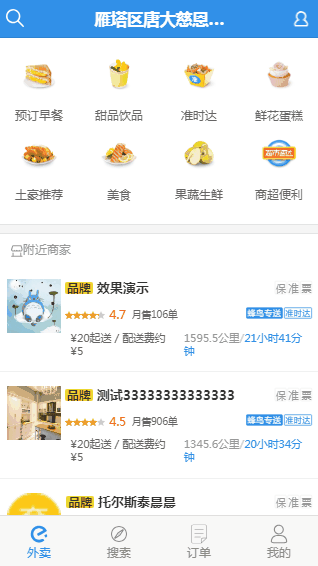 雁塔区唐大慈恩...
预订早餐 甜品饮品 准时达 鲜花蛋糕
土豪推荐 美食 果蔬生鲜 商超便利
附近商家
品牌 效果演示 保准票
4.7 月售106单 蜂鸟专送 准时达
¥20起送 / 配送费约¥5 1595.5公里/21小时41分钟
品牌 测试33333333333333 保准票
4.5 月售906单 蜂鸟专送 准时达
¥20起送 / 配送费约¥5 1345.6公里/20小时34分钟
品牌 托尔斯泰晨晨 保准票
外卖 搜索 订单 我的